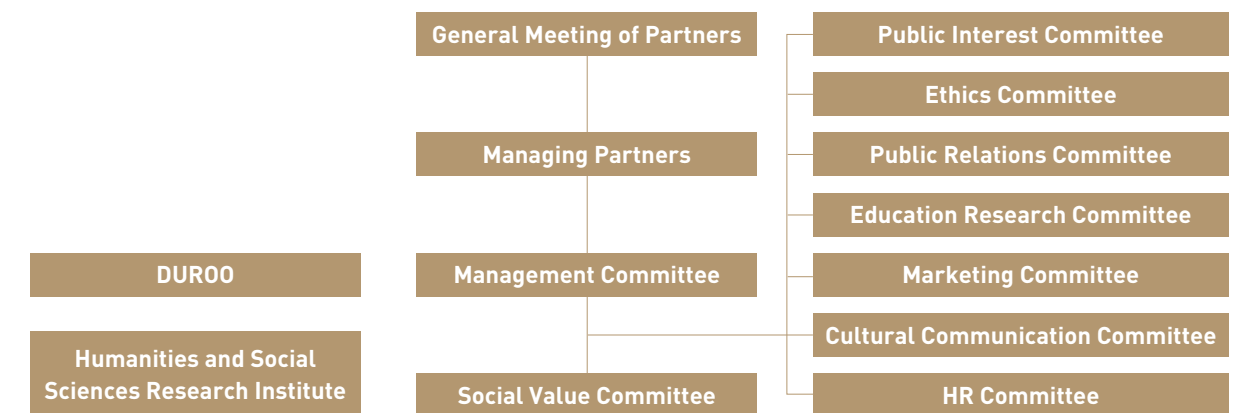 General Meeting of Partners
Managing Partners
Management Committee
Social Value Committee
Public Interest Committee
Ethics Committee
Public Relations Committee
Education Research Committee
Marketing Committee
Cultural Communication Committee
HR Committee
DUROO
Humanities and Social
Sciences Research Institute